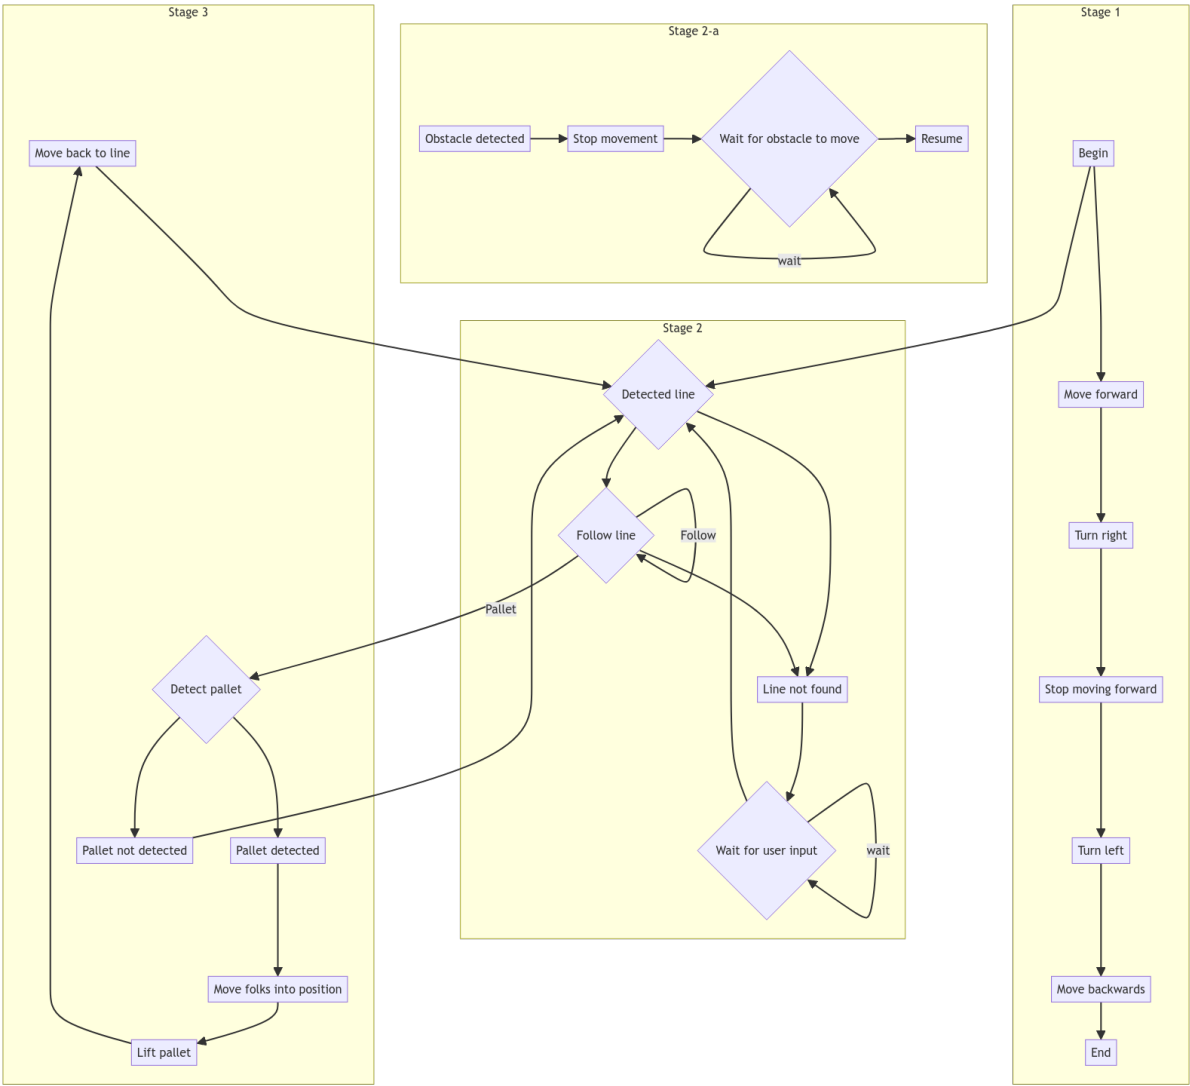 Stage 3
Move back to line
Detect pallet
Pallet not detected
Pallet detected
Move folks into position
Lift pallet
Stage 2-a
Obstacle detected
Stop movement
Wait for obstacle to move
Resume
wait
Stage 2
Detected line
Follow line
Follow
Pallet
Line not found
Wait for user input
wait
Stage 1
Begin
Move forward
Turn right
Stop moving forward
Turn left
Move backwards
End